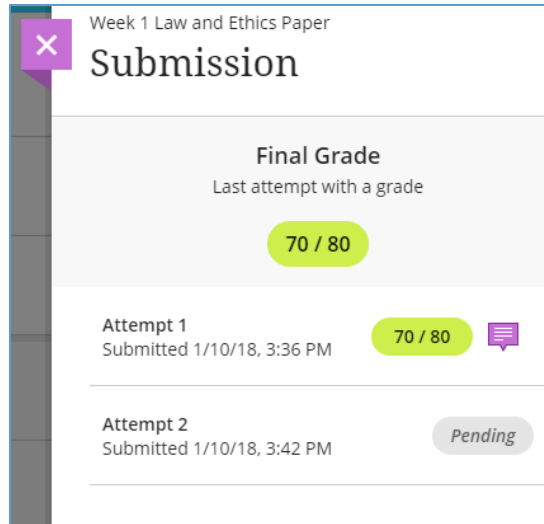 Week 1 Law and Ethics Paper
Submission
Final Grade
Last attempt with a grade
70 / 80
Attempt 1
Submitted 1/10/18, 3:36 PM
70 / 80
Attempt 2
Submitted 1/10/18, 3:42 PM
Pending